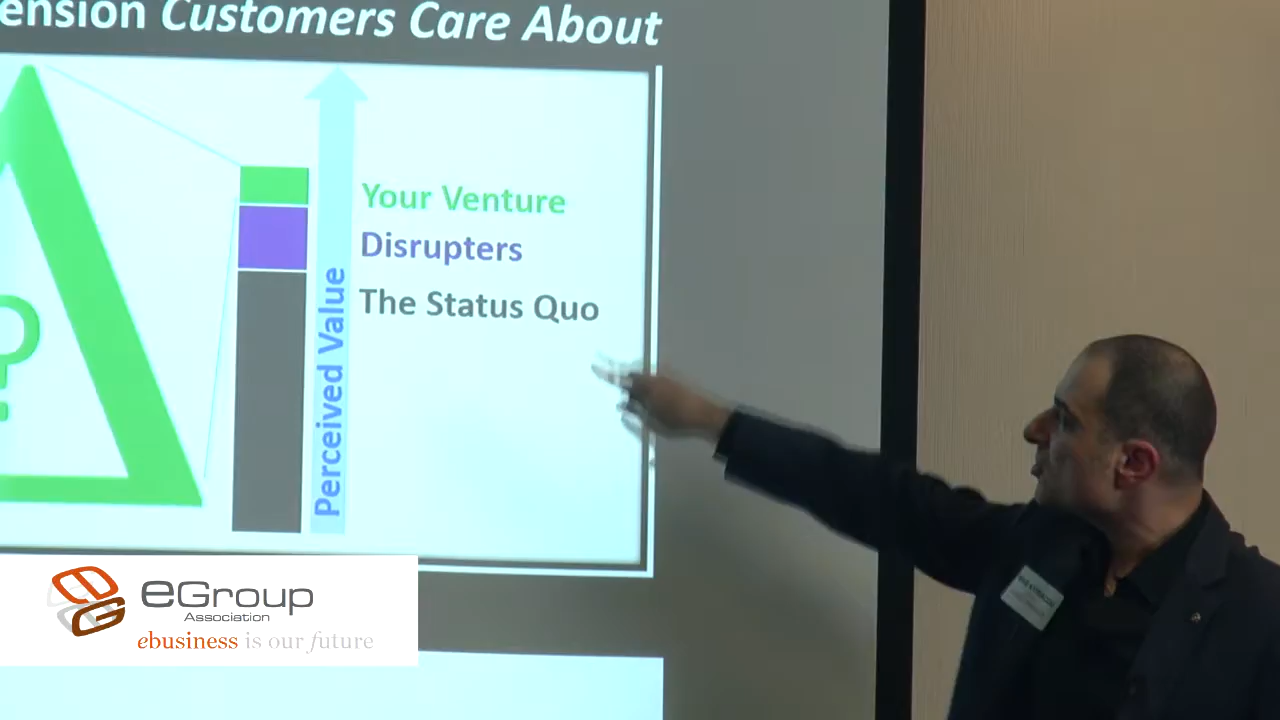 ension Customers Care About
Your Venture
Disrupters
The Status Quo
Perceived Value
?
eGroup
Association
ebusiness is our future